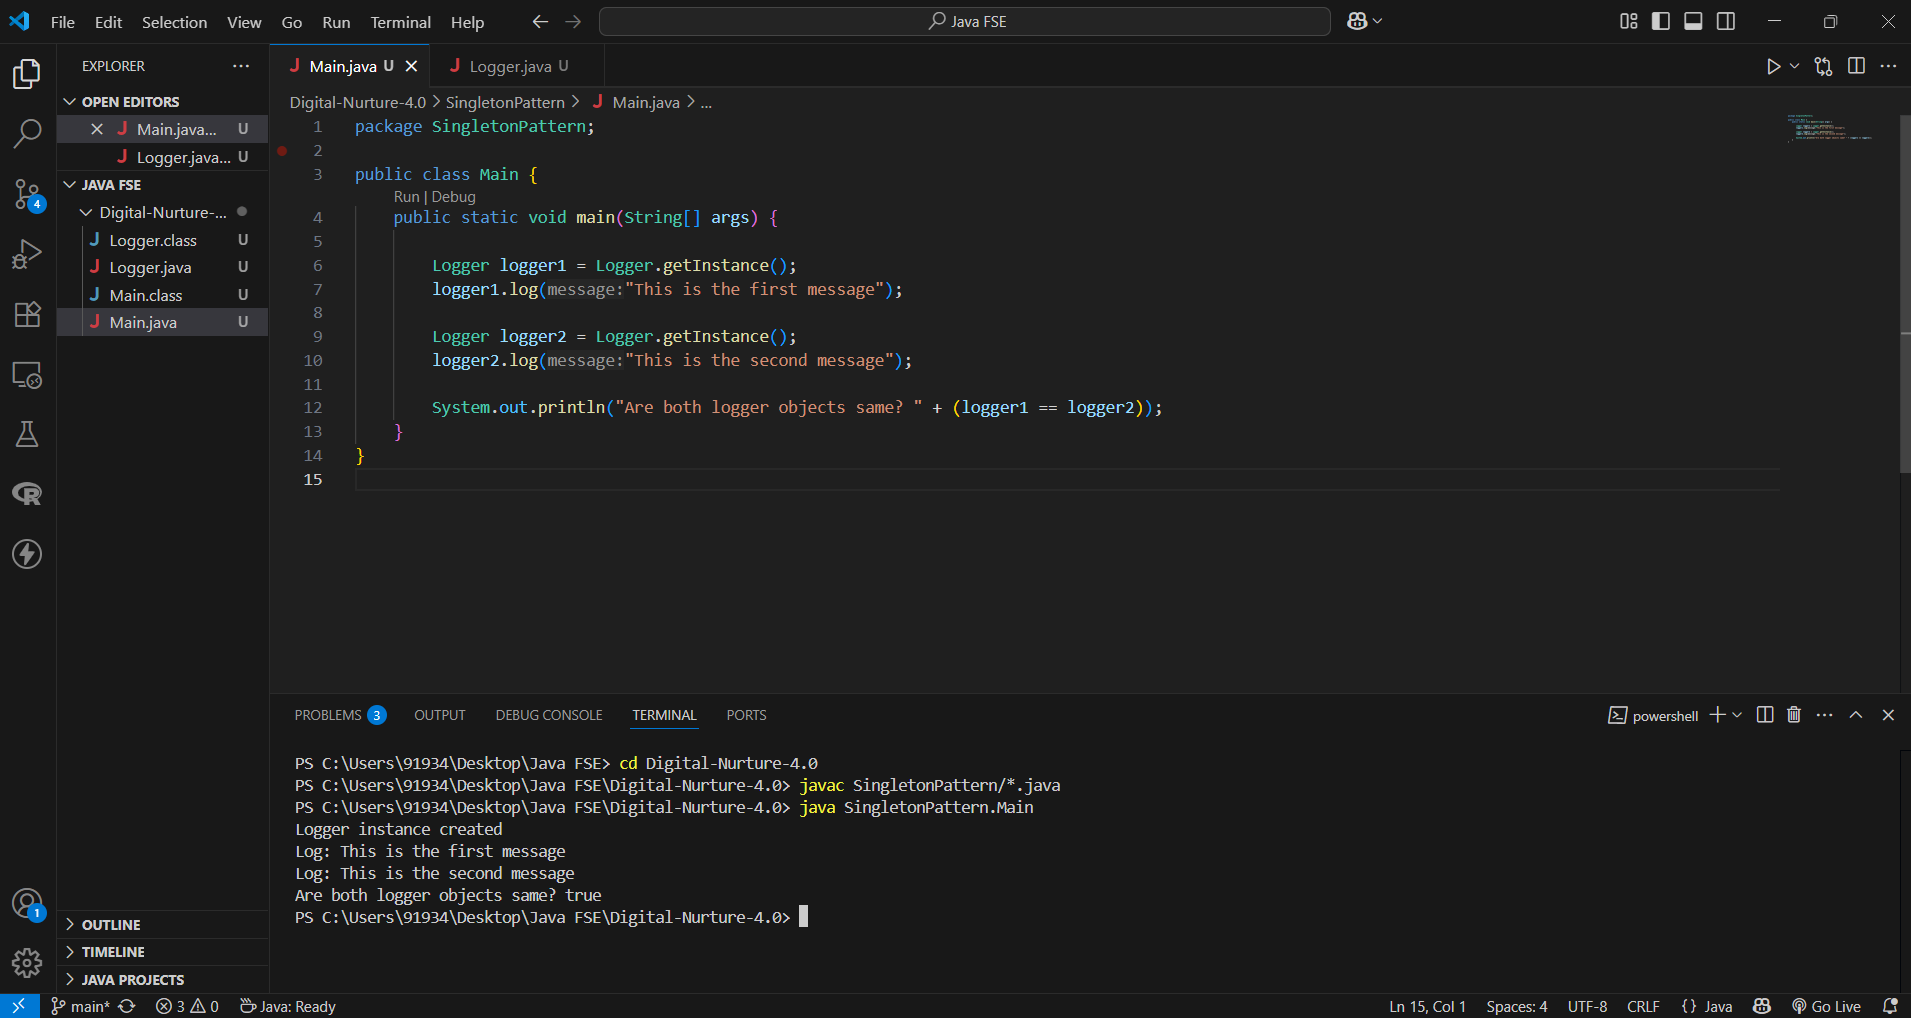 File Edit Selection View Go Run Terminal Help
Java FSE
EXPLORER
OPEN EDITORS
Main.java... U
Logger.java... U
JAVA FSE
Digital-Nurture-...
Logger.class U
Logger.java U
Main.class U
Main.java U
OUTLINE
TIMELINE
JAVA PROJECTS
4
1
Main.java U
Logger.java U
Digital-Nurture-4.0 > SingletonPattern > Main.java > ...
1 package SingletonPattern;
2
3 public class Main {
Run | Debug
4 public static void main(String[] args) {
5
6 Logger logger1 = Logger.getInstance();
7 logger1.log(message:"This is the first message");
8
9 Logger logger2 = Logger.getInstance();
10 logger2.log(message:"This is the second message");
11
12 System.out.println("Are both logger objects same? " + (logger1 == logger2));
13 }
14 }
15
PROBLEMS 3 OUTPUT DEBUG CONSOLE TERMINAL PORTS
powershell
PS C:\Users\91934\Desktop\Java FSE> cd Digital-Nurture-4.0
PS C:\Users\91934\Desktop\Java FSE\Digital-Nurture-4.0> javac SingletonPattern/*.java
PS C:\Users\91934\Desktop\Java FSE\Digital-Nurture-4.0> java SingletonPattern.Main
Logger instance created
Log: This is the first message
Log: This is the second message
Are both logger objects same? true
PS C:\Users\91934\Desktop\Java FSE\Digital-Nurture-4.0>
main* 3 0 Java: Ready
Ln 15, Col 1 Spaces: 4 UTF-8 CRLF {} Java Go Live